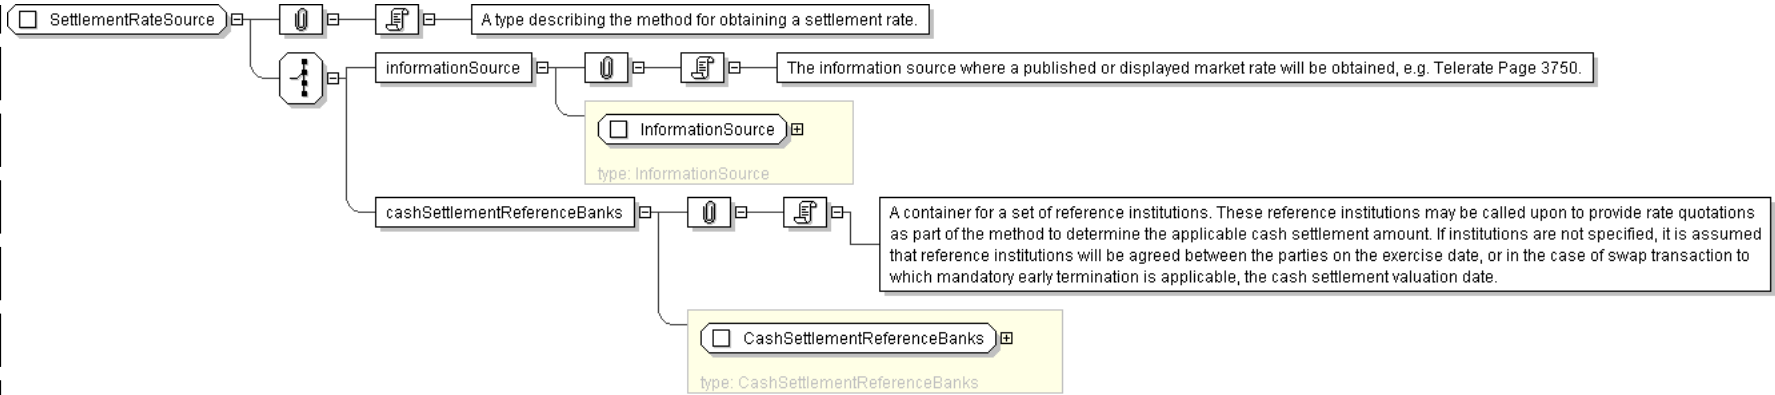 SettlementRateSource
A type describing the method for obtaining a settlement rate.
informationSource
The information source where a published or displayed market rate will be obtained, e.g. Telerate Page 3750.
InformationSource
type: InformationSource
cashSettlementReferenceBanks
A container for a set of reference institutions. These reference institutions may be called upon to provide rate quotations
as part of the method to determine the applicable cash settlement amount. If institutions are not specified, it is assumed
that reference institutions will be agreed between the parties on the exercise date, or in the case of swap transaction to
which mandatory early termination is applicable, the cash settlement valuation date.
CashSettlementReferenceBanks
type: CashSettlementReferenceBanks